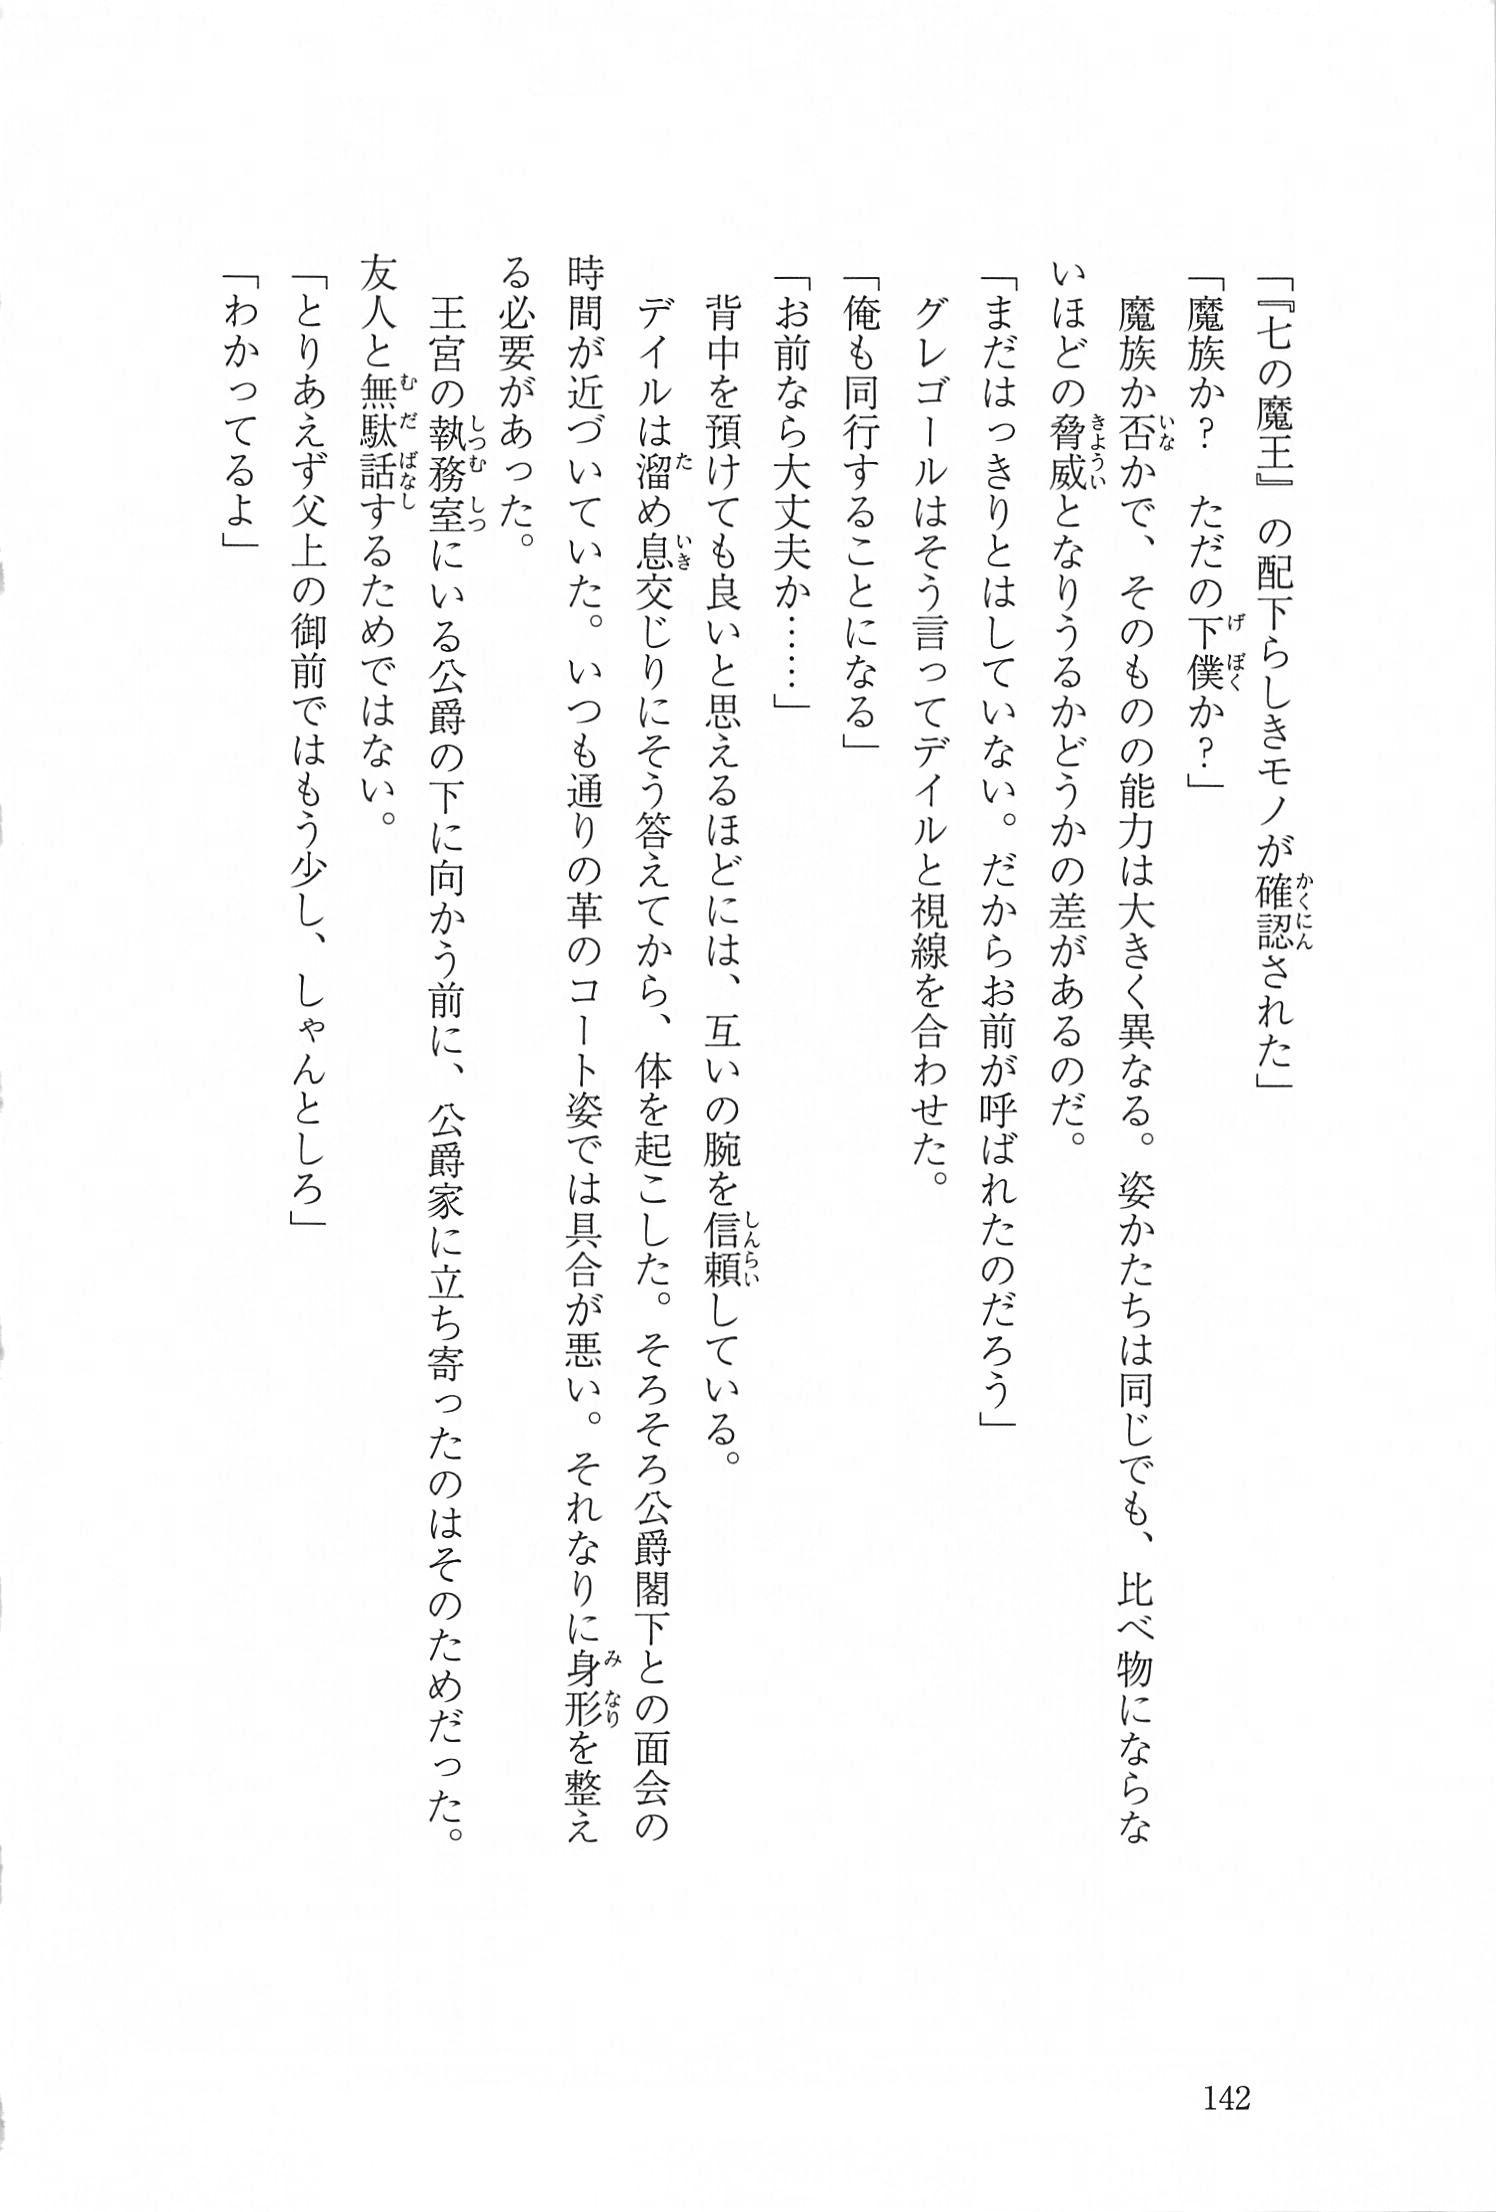 「『七の魔王』の配下らしきモノが確認された」
「魔族か？　ただの下僕か？」
　魔族か否かで、そのものの能力は大きく異なる。姿かたちは同じでも、比べ物にならな
いほどの脅威となりうるかどうかの差があるのだ。
「まだはっきりとはしていない。だからお前が呼ばれたのだろう」
　グレゴールはそう言ってデイルと視線を合わせた。
「俺も同行することになる」
「お前なら大丈夫か……」
　背中を預けても良いと思えるほどには、互いの腕を信頼している。
　デイルは溜め息交じりにそう答えてから、体を起こした。そろそろ公爵閣下との面会の
時間が近づいていた。いつも通りの革のコート姿では具合が悪い。それなりに身形を整え
る必要があった。
　王宮の執務室にいる公爵の下に向かう前に、公爵家に立ち寄ったのはそのためだった。
友人と無駄話するためではない。
「とりあえず父上の御前ではもう少し、しゃんとしろ」
「わかってるよ」
142